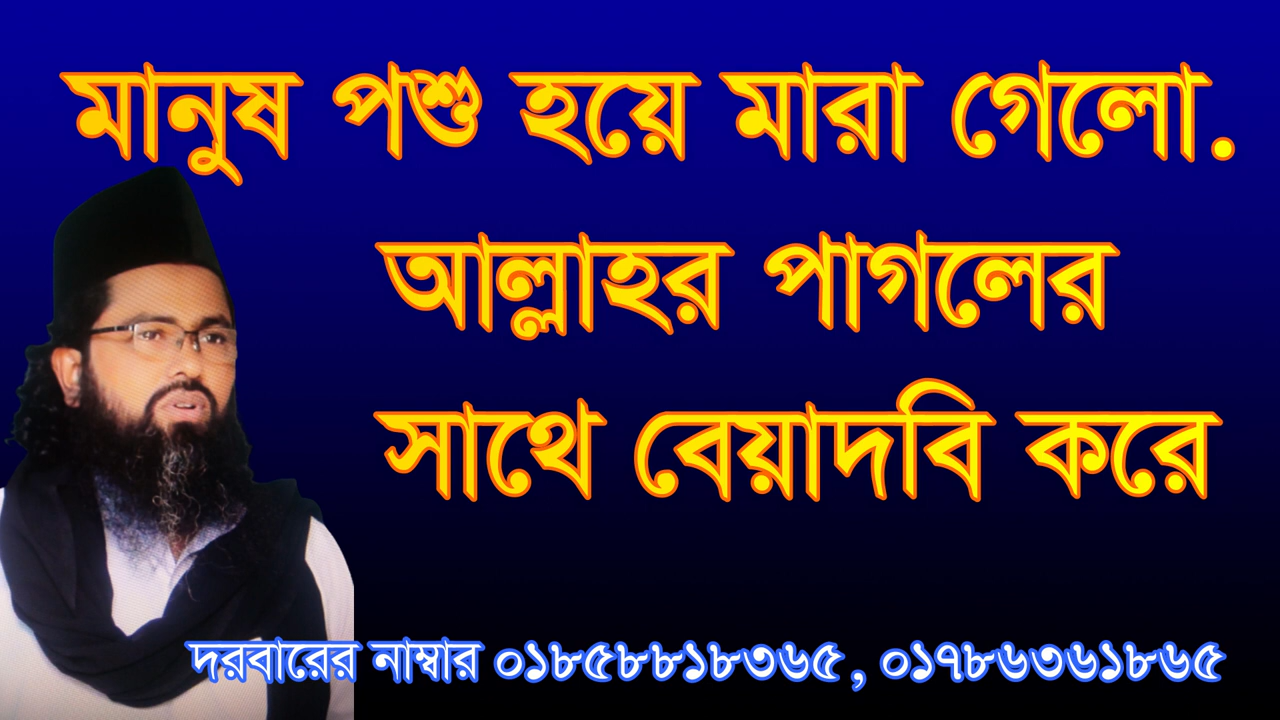 মানুষ পশু হয়ে মারা গেলো.
আল্লাহর পাগলের
সাথে বেয়াদবি করে
দরবারের নাম্বার ০১৮৫৮৮১৮৩৬৫, ০১৭৮৬৩৬১৮৬৫